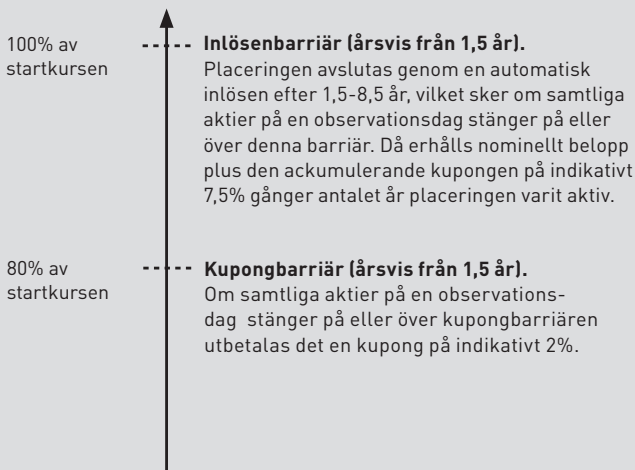 100% av
startkursen
Inlösenbarriär (årsvis från 1,5 år).
Placeringen avslutas genom en automatisk
inlösen efter 1,5-8,5 år, vilket sker om samtliga
aktier på en observationsdag stänger på eller
över denna barriär. Då erhålls nominellt belopp
plus den ackumulerande kupongen på indikativt
7,5% gånger antalet år placeringen varit aktiv.
80% av
startkursen
Kupongbarriär (årsvis från 1,5 år).
Om samtliga aktier på en observations-
dag stänger på eller över kupongbarriären
utbetalas det en kupong på indikativt 2%.